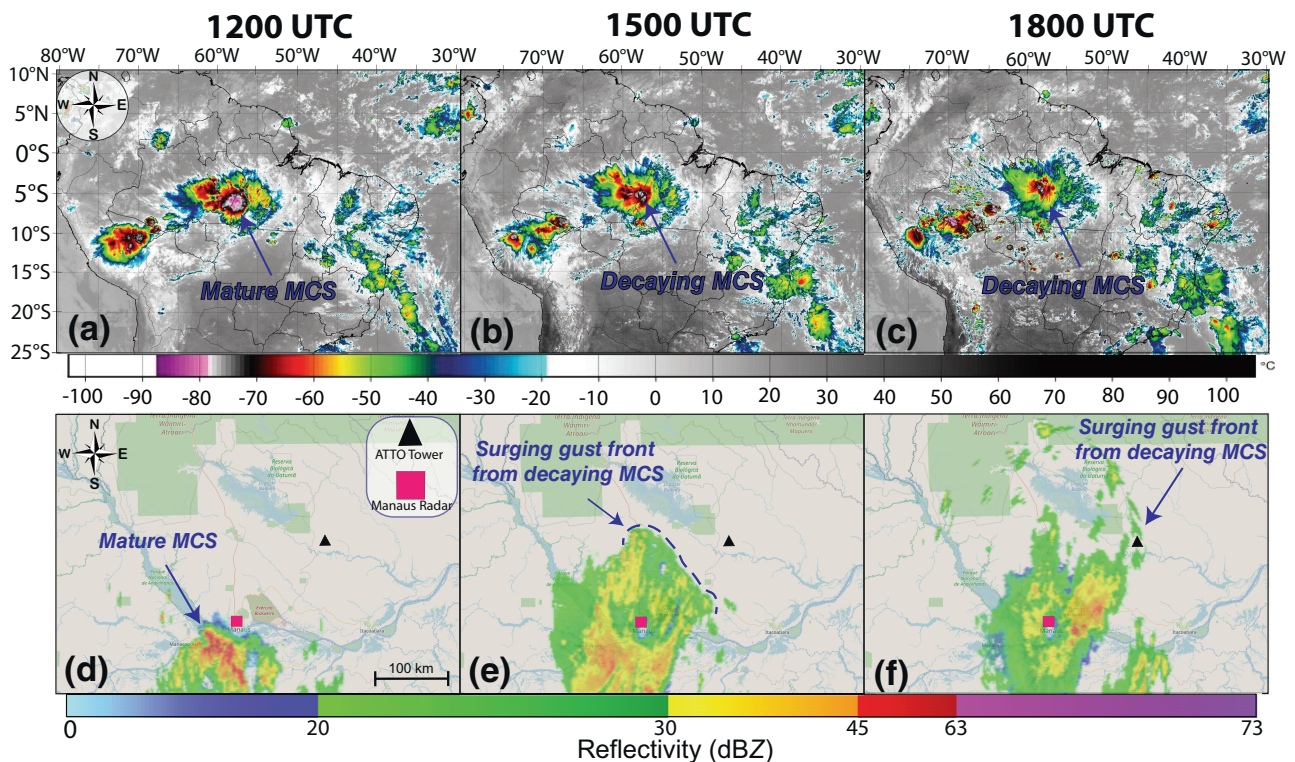 1200 UTC
1500 UTC
1800 UTC
80°W 70°W 60°W 50°W 40°W 30°W
70°W 60°W 50°W 40°W 30°W
70°W 60°W 50°W 40°W 30°W
10°N
5°N
0°S
5°S
10°S
15°S
20°S
25°S
N
W E
S
Mature MCS
Decaying MCS
Decaying MCS
(a)
(b)
(c)
-100 -90 -80 -70 -60 -50 -40 -30 -20 -10 0 10 20 30 40 50 60 70 80 90 100
°C
N
W E
S
ATTO Tower
Manaus Radar
Mature MCS
Surging gust front
from decaying MCS
Surging gust front
from decaying MCS
Manaus
Itacoatiara
Itacoatiara
Itacoatiara
100 km
(d)
(e)
(f)
0 20 30 45 63 73
Reflectivity (dBZ)